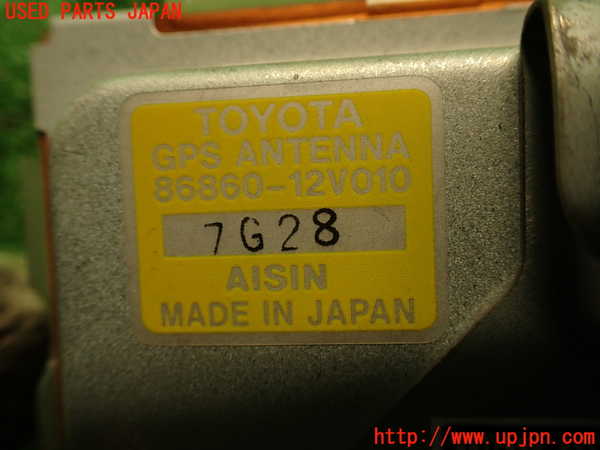 USED PARTS JAPAN
TOYOTA
GPS ANTENNA
86860-12V010
7G28
AISIN
MADE IN JAPAN
http://www.upjpn.com